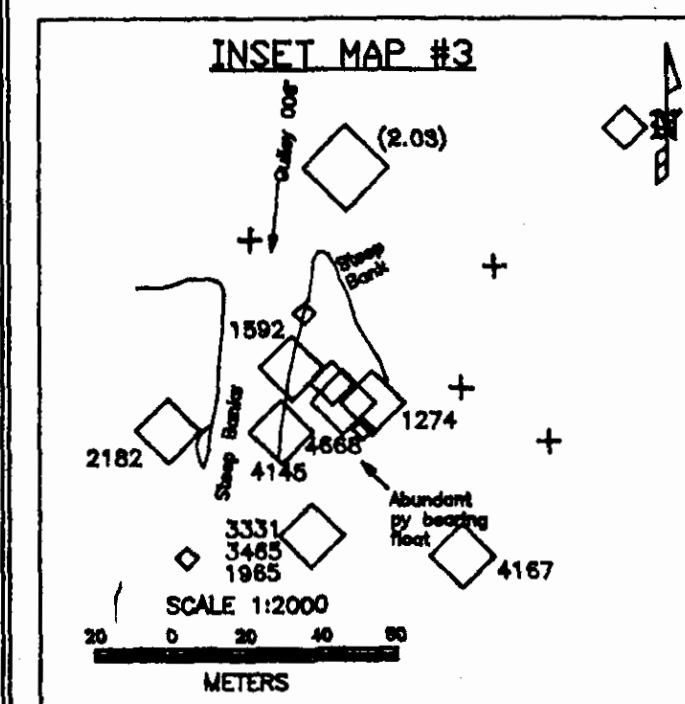 INSET MAP #3
Gulley 006°
(2.03)
N
Steep
Bank
1592
1274
Steep Banks
4668
2182
4145
Abundant
py bearing
float
3331
3465
1965
4167
SCALE 1:2000
20 0 20 40 60
METERS